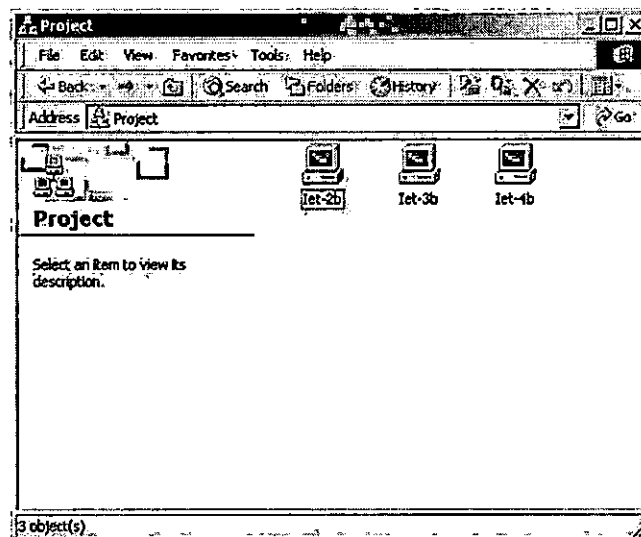 Project
File Edit View Favorites Tools Help
Back Search Folders History
Address Project Go
Iet-2b Iet-3b Iet-4b
Project
Select an item to view its
description.
3 object(s)